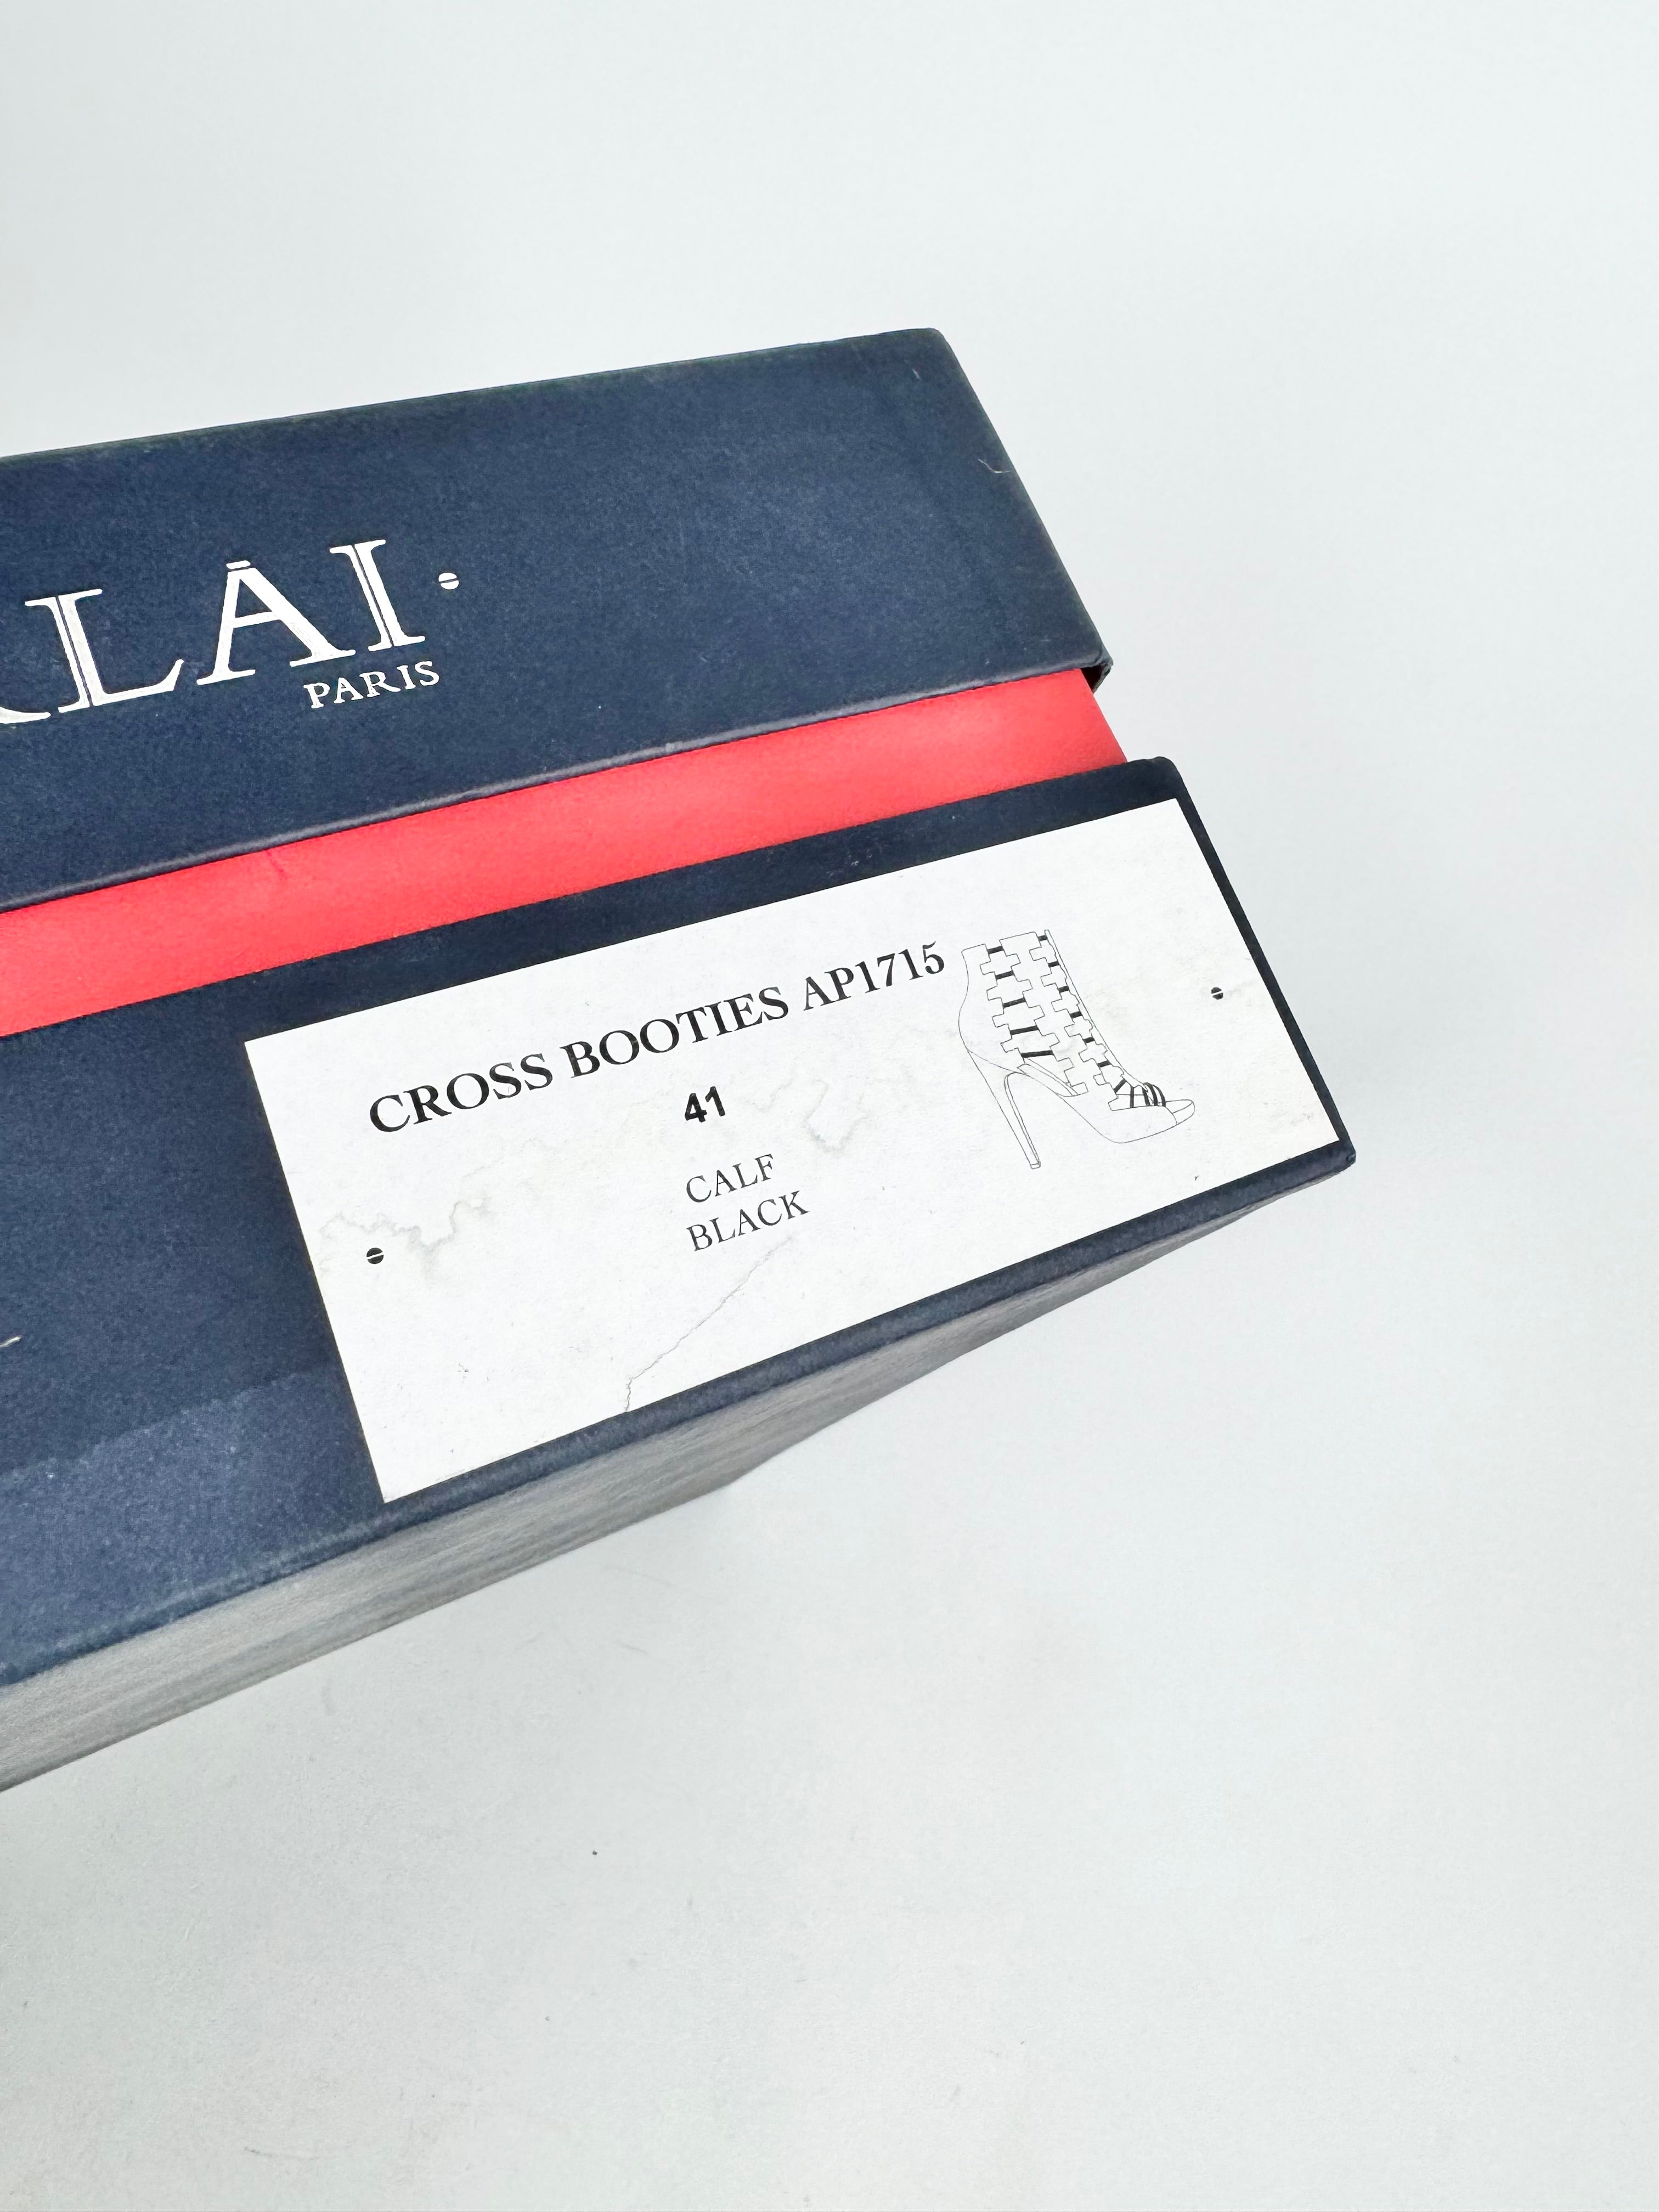 LAI
PARIS
CROSS BOOTIES AP1715
41
CALF
BLACK